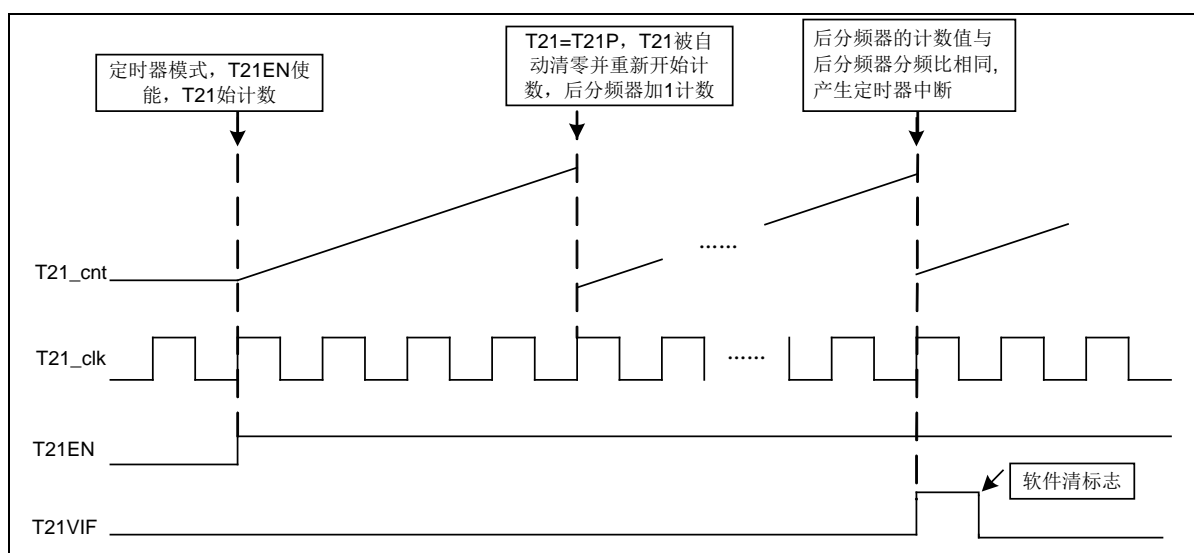 定时器模式，T21EN使
能，T21始计数
T21=T21P，T21被自
动清零并重新开始计
数，后分频器加1计数
后分频器的计数值与
后分频器分频比相同,
产生定时器中断
T21_cnt
……
T21_clk
……
T21EN
软件清标志
T21VIF